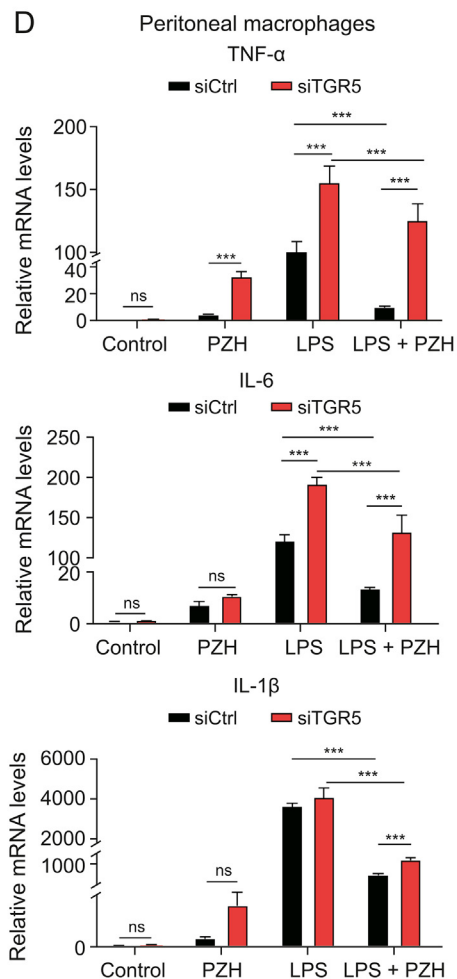 D
Peritoneal macrophages
TNF-α
siCtrl siTGR5
Relative mRNA levels
200
150
100
40
20
0
ns
***
***
***
***
***
Control PZH LPS LPS + PZH
IL-6
siCtrl siTGR5
Relative mRNA levels
250
200
150
100
20
0
ns
ns
***
***
***
***
Control PZH LPS LPS + PZH
IL-1β
siCtrl siTGR5
Relative mRNA levels
6000
4000
2000
1000
0
ns
ns
***
***
***
Control PZH LPS LPS + PZH